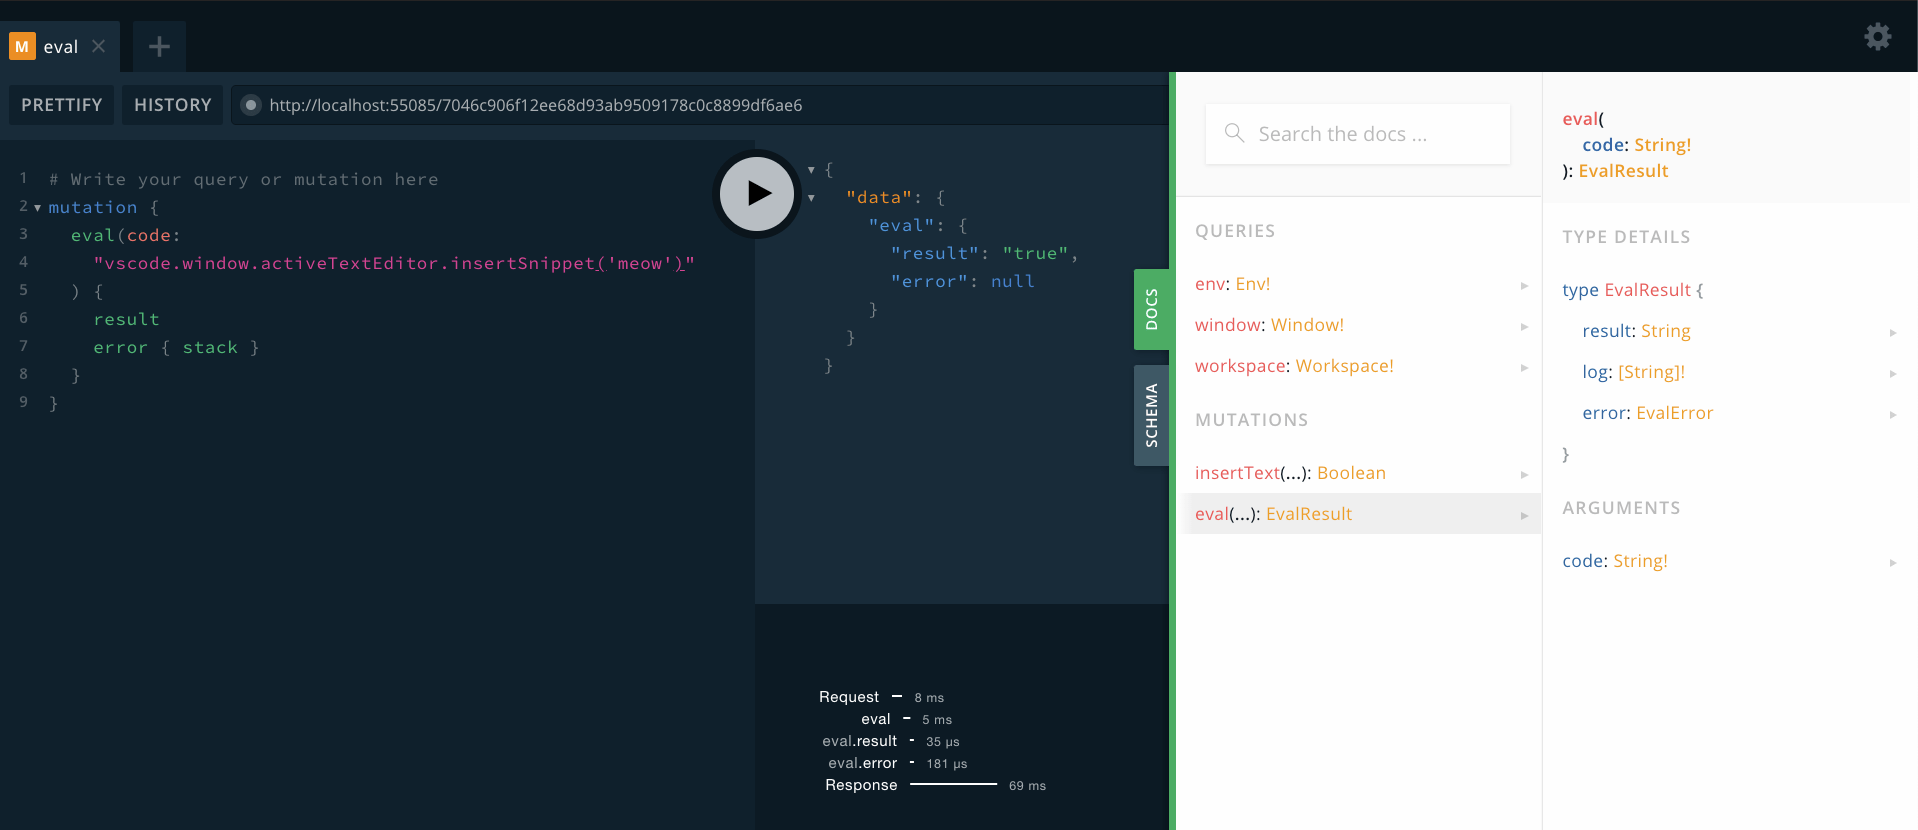 M eval
PRETTIFY HISTORY http://localhost:55085/7046c906f12ee68d93ab9509178c0c8899df6ae6
1 # Write your query or mutation here
2 mutation {
3 eval(code:
4 "vscode.window.activeTextEditor.insertSnippet('meow')"
5 ) {
6 result
7 error { stack }
8 }
9 }
{
"data": {
"eval": {
"result": "true",
"error": null
}
}
}
Request 8 ms
eval 5 ms
eval.result 35 µs
eval.error 181 µs
Response 69 ms
DOCS
SCHEMA
Search the docs ...
QUERIES
env: Env!
window: Window!
workspace: Workspace!
MUTATIONS
insertText(...): Boolean
eval(...): EvalResult
eval(
code: String!
): EvalResult
TYPE DETAILS
type EvalResult {
result: String
log: [String]!
error: EvalError
}
ARGUMENTS
code: String!